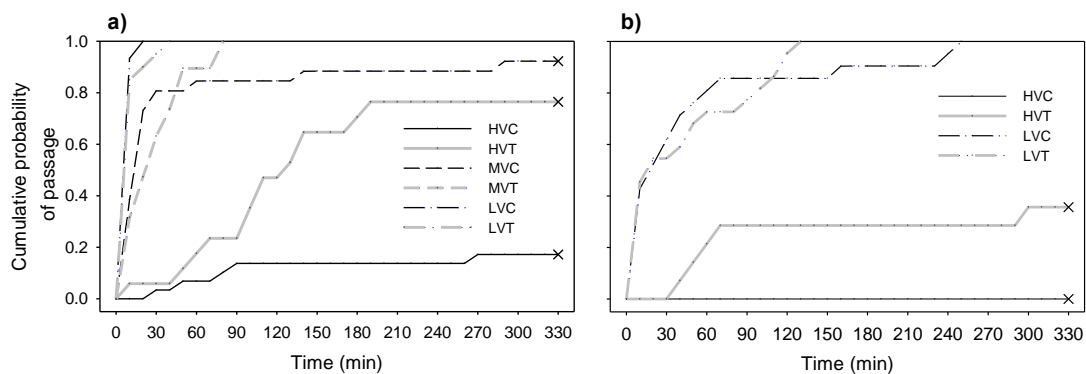 a)
b)
Cumulative probability
of passage
1.0
0.8
0.6
0.4
0.2
0.0
HVC
HVT
MVC
MVT
LVC
LVT
HVC
HVT
LVC
LVT
0 30 60 90 120 150 180 210 240 270 300 330
0 30 60 90 120 150 180 210 240 270 300 330
Time (min)
Time (min)